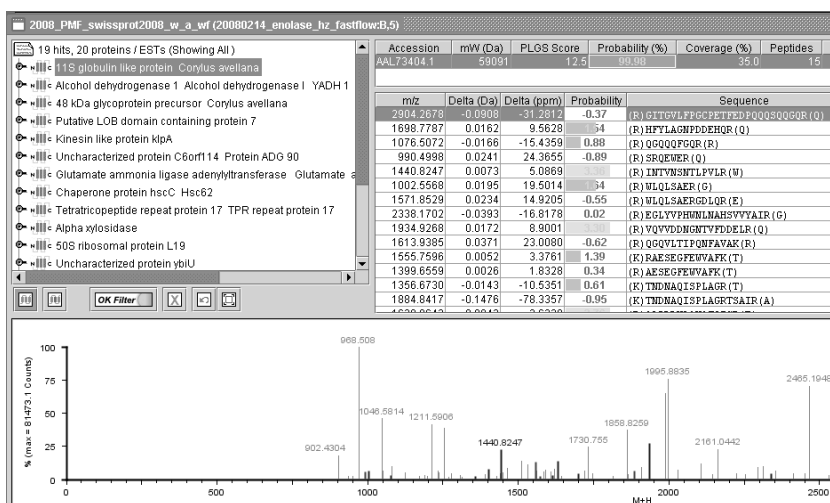 2008_PMF_swissprot2008_w_a_wf (20080214_enolase_hz_fastflow:B,5)
19 hits, 20 proteins / ESTs (Showing All )
11S globulin like protein Corylus avellana
Alcohol dehydrogenase 1 Alcohol dehydrogenase I YADH 1
48 kDa glycoprotein precursor Corylus avellana
Putative LOB domain containing protein 7
Kinesin like protein klpA
Uncharacterized protein C6orf114 Protein ADG 90
Glutamate ammonia ligase adenylyltransferase Glutamate a
Chaperone protein hscC Hsc62
Tetratricopeptide repeat protein 17 TPR repeat protein 17
Alpha xylosidase
50S ribosomal protein L19
Uncharacterized protein ybiU
OK Filter
Accession mW (Da) PLGS Score Probability (%) Coverage (%) Peptides
AAL73404.1 59091 12.5 99.98 35.0 15
m/z Delta (Da) Delta (ppm) Probability Sequence
2904.2678 -0.0908 -31.2812 -0.37 (R)GITGVLFPGCPETFEDPQQQSQQGQR(Q)
1698.7787 0.0162 9.5628 (R)HFYLAGNPDDEHQR(Q)
1076.5072 -0.0166 -15.4359 0.88 (R)QGQQQFGQR(R)
990.4998 0.0241 24.3655 -0.89 (R)SRQEWER(Q)
1440.8247 0.0073 5.0869 (R)INTVNSNTLPVLR(W)
1002.5568 0.0195 19.5014 (R)WLQLSAER(G)
1571.8529 0.0234 14.9205 -0.55 (R)WLQLSAERGDLQR(E)
2338.1702 -0.0393 -16.8178 0.02 (R)EGLYVPHWNLNAHSVVYAIR(G)
1934.9268 0.0172 8.9001 3.30 (R)VQVVDDNGNTVFDDELR(Q)
1613.9385 0.0371 23.0080 -0.62 (R)QGQVLTIPQNFAVAK(R)
1555.7596 0.0052 3.3761 1.39 (K)RAESEGFEWVAFK(T)
1399.6559 0.0026 1.8328 0.34 (R)AESEGFEWVAFK(T)
1356.6730 -0.0143 -10.5351 0.61 (K)TNDNAQISPLAGR(T)
1884.8417 -0.1476 -78.3357 -0.95 (K)TNDNAQISPLAGRTSAIR(A)
% (max = 81473.1 Counts)
100
75
50
25
0
968.508
902.4304
1046.5814
1211.5906
1440.8247
1730.755
1858.8259
1995.8835
2161.0442
2465.1948
0 500 1000 1500 2000 2500
M+H